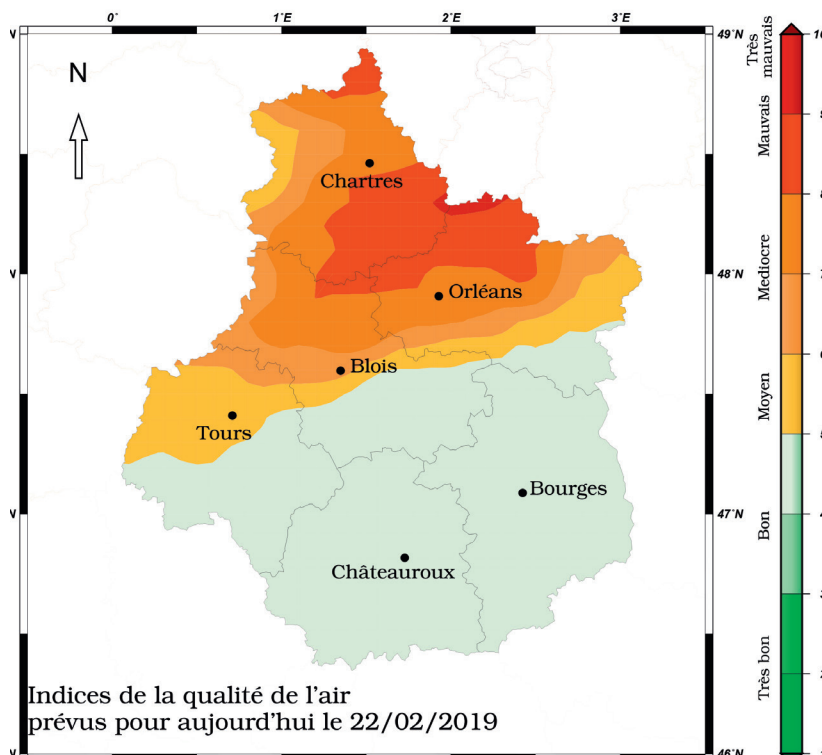 0° 1°E 2°E 3°E
49°N
N
Chartres
48°N
Orléans
Blois
Tours
Bourges
47°N
Châteauroux
46°N
Indices de la qualité de l'air
prévus pour aujourd'hui le 22/02/2019
Très
mauvais
Mauvais
Mediocre
Moyen
Bon
Très bon